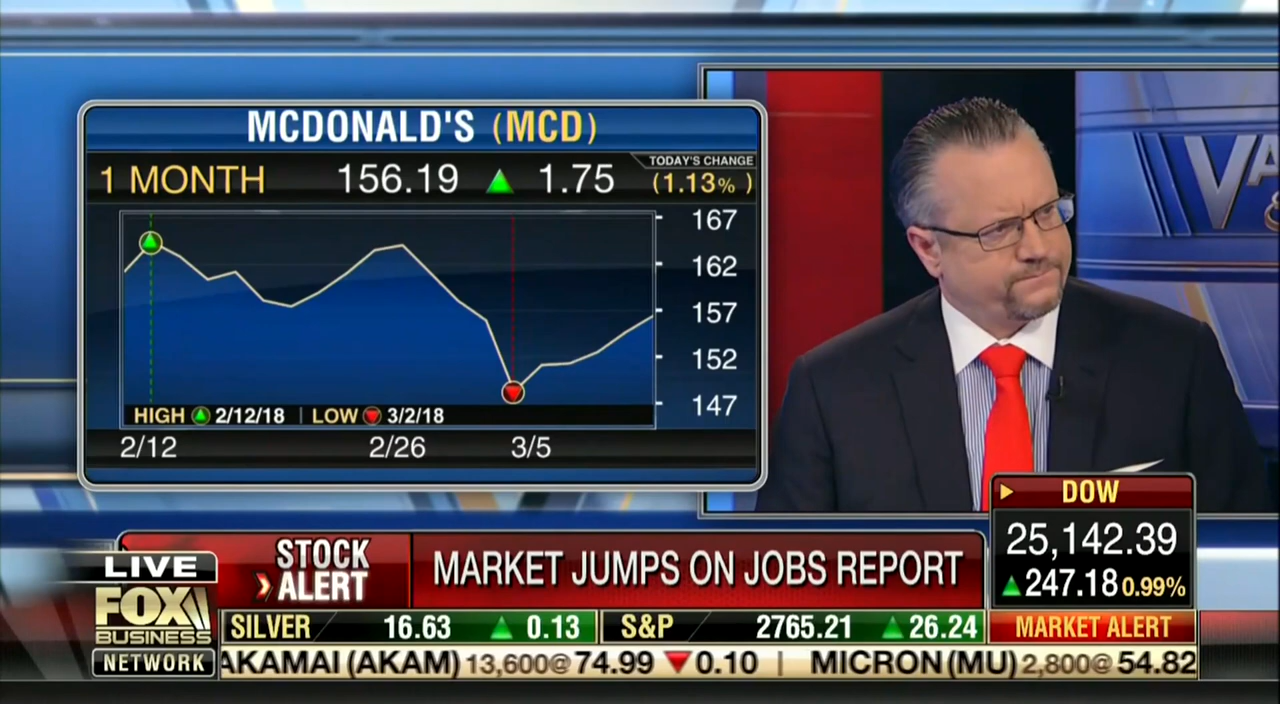 MCDONALD'S (MCD)
1 MONTH 156.19 ▲ 1.75 TODAY'S CHANGE (1.13% )
167
162
157
152
147
HIGH ▲ 2/12/18 | LOW ▼ 3/2/18
2/12 2/26 3/5
VA
&
DOW
25,142.39
▲ 247.18 0.99%
MARKET ALERT
STOCK ALERT
MARKET JUMPS ON JOBS REPORT
LIVE
FOX
BUSINESS
NETWORK
SILVER 16.63 ▲ 0.13 S&P 2765.21 ▲ 26.24
AKAMAI (AKAM) 13,600@ 74.99 ▼ 0.10 | MICRON (MU) 2,800@ 54.82